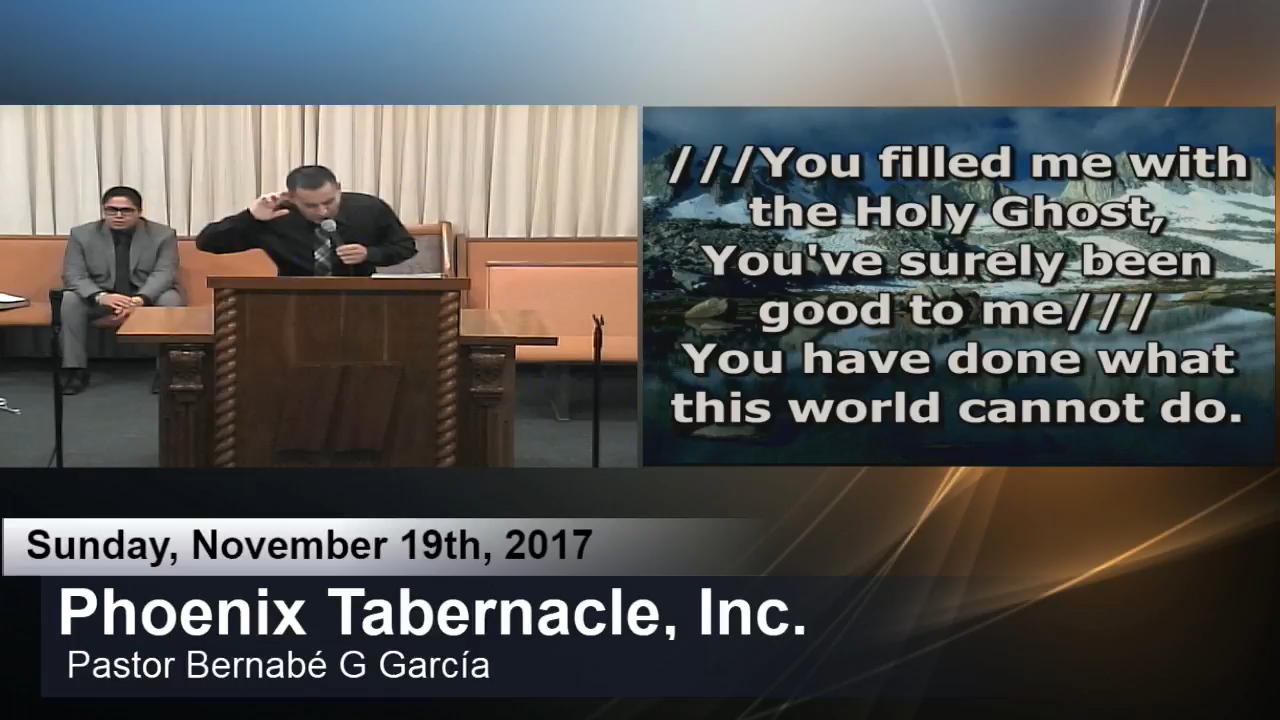 ///You filled me with
the Holy Ghost,
You've surely been
good to me///
You have done what
this world cannot do.
Sunday, November 19th, 2017
Phoenix Tabernacle, Inc.
Pastor Bernabé G García